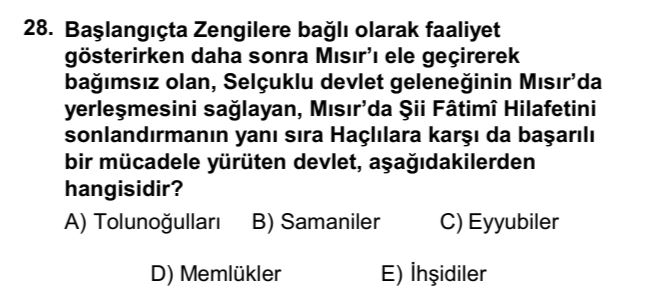 28. Başlangıçta Zengilere bağlı olarak faaliyet
gösterirken daha sonra Mısır’ı ele geçirerek
bağımsız olan, Selçuklu devlet geleneğinin Mısır’da
yerleşmesini sağlayan, Mısır’da Şii Fâtimî Hilafetini
sonlandırmanın yanı sıra Haçlılara karşı da başarılı
bir mücadele yürüten devlet, aşağıdakilerden
hangisidir?
A) Tolunoğulları B) Samaniler C) Eyyubiler
D) Memlükler E) İhşidiler